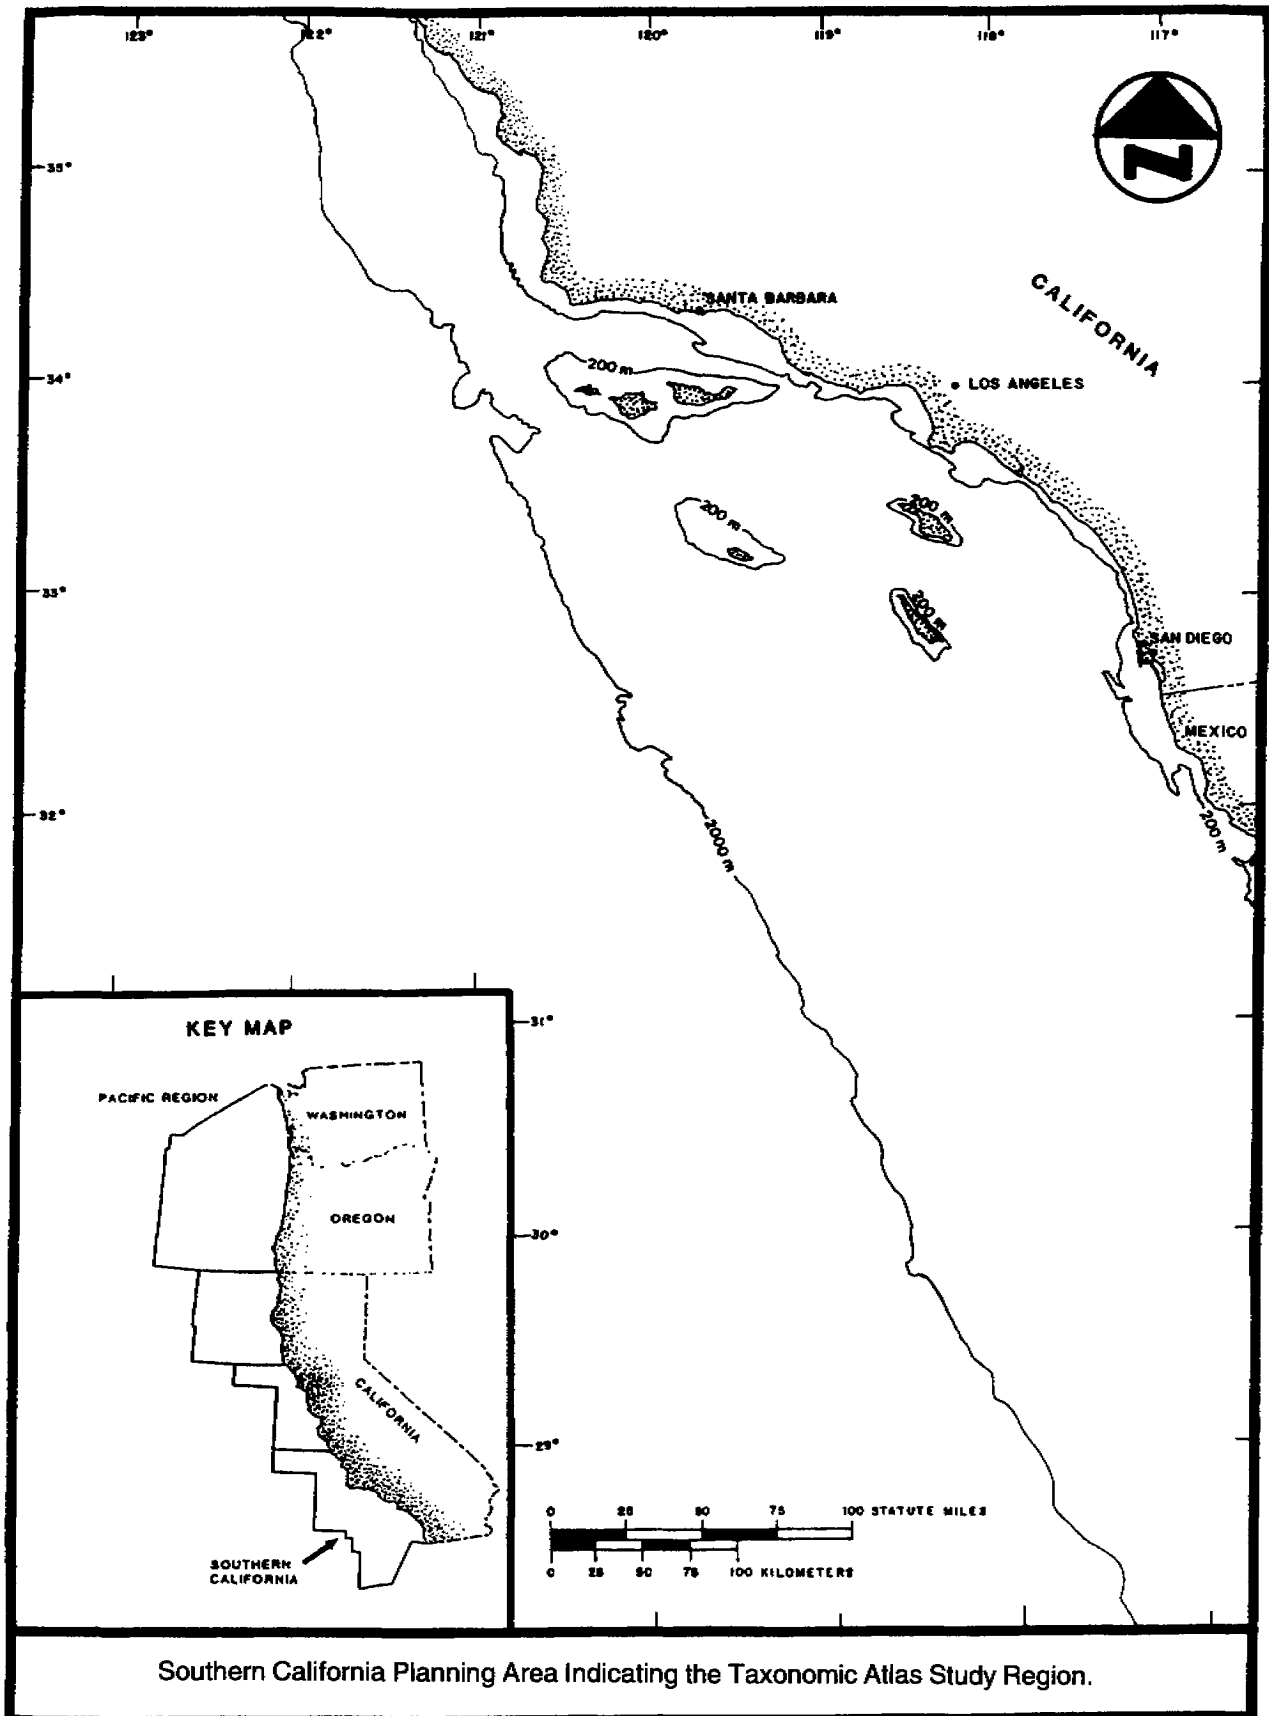 123° 122° 121° 120° 119° 118° 117°
N
35°
CALIFORNIA
SANTA BARBARA
34°
200 m
LOS ANGELES
200 m
200 m
33°
200 m
SAN DIEGO
MEXICO
32°
2000 m
200 m
KEY MAP
31°
PACIFIC REGION
WASHINGTON
OREGON
30°
CALIFORNIA
29°
0 25 50 75 100 STATUTE MILES
0 25 50 75 100 KILOMETERS
SOUTHERN
CALIFORNIA
Southern California Planning Area Indicating the Taxonomic Atlas Study Region.